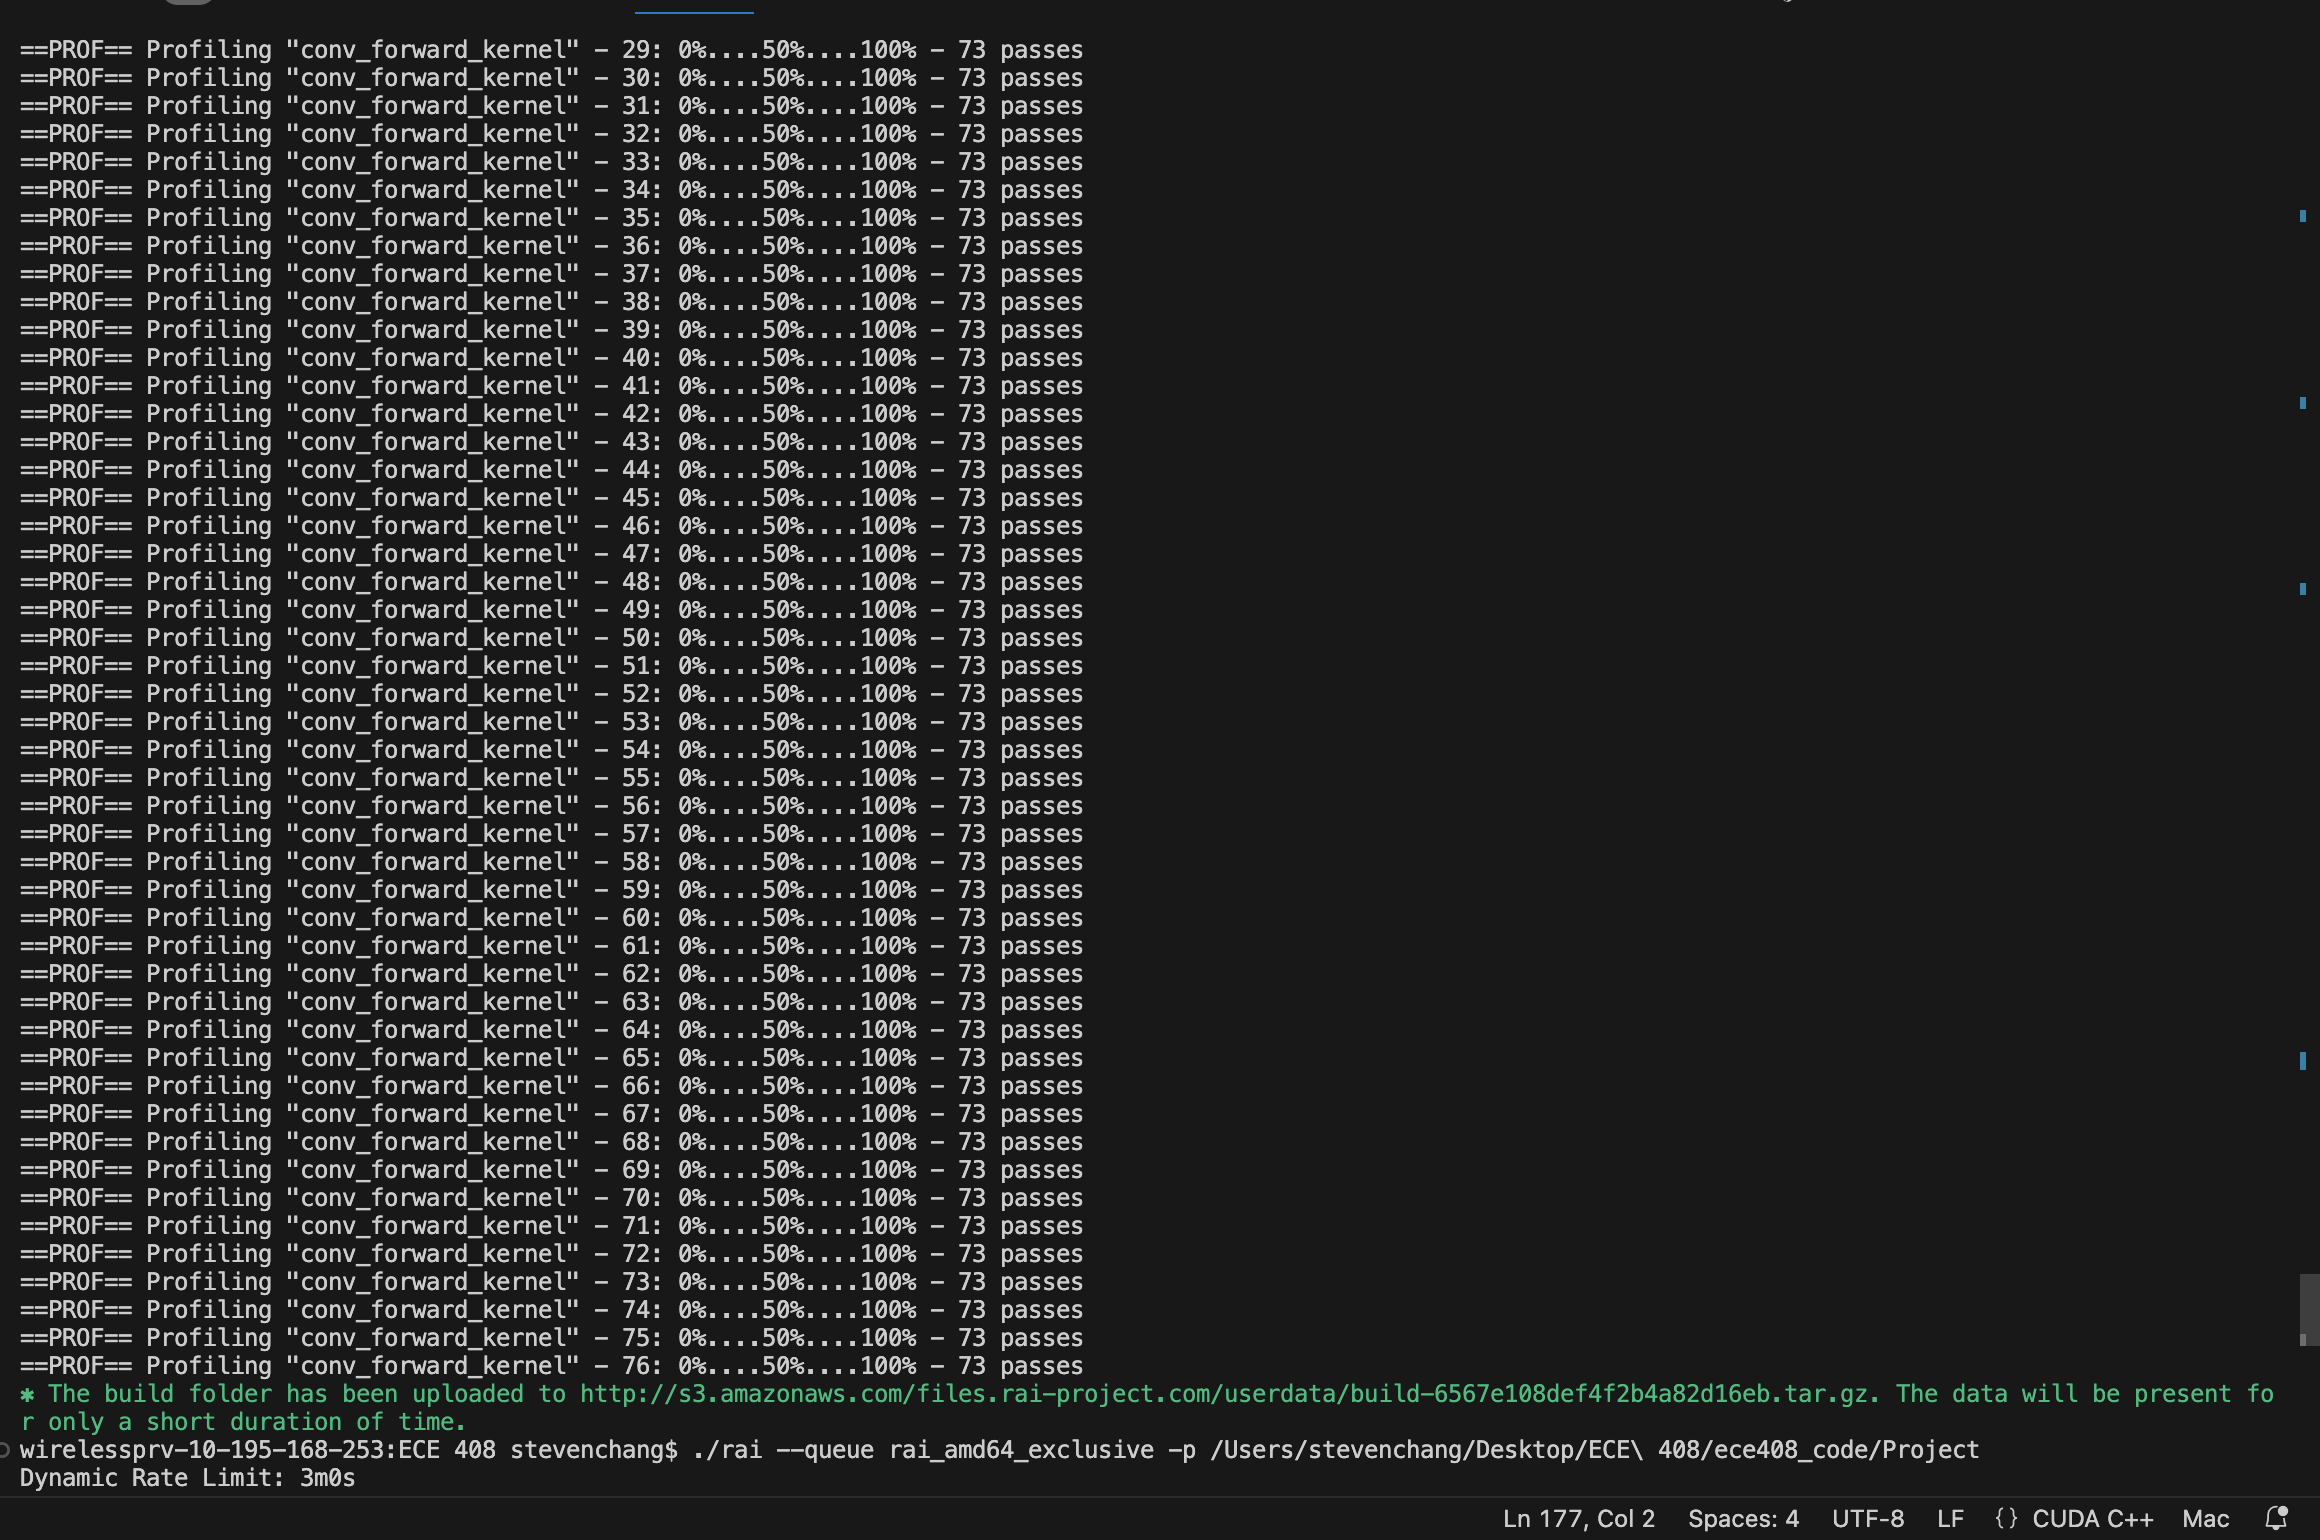 ==PROF== Profiling "conv_forward_kernel" - 29: 0%....50%....100% - 73 passes
==PROF== Profiling "conv_forward_kernel" - 30: 0%....50%....100% - 73 passes
==PROF== Profiling "conv_forward_kernel" - 31: 0%....50%....100% - 73 passes
==PROF== Profiling "conv_forward_kernel" - 32: 0%....50%....100% - 73 passes
==PROF== Profiling "conv_forward_kernel" - 33: 0%....50%....100% - 73 passes
==PROF== Profiling "conv_forward_kernel" - 34: 0%....50%....100% - 73 passes
==PROF== Profiling "conv_forward_kernel" - 35: 0%....50%....100% - 73 passes
==PROF== Profiling "conv_forward_kernel" - 36: 0%....50%....100% - 73 passes
==PROF== Profiling "conv_forward_kernel" - 37: 0%....50%....100% - 73 passes
==PROF== Profiling "conv_forward_kernel" - 38: 0%....50%....100% - 73 passes
==PROF== Profiling "conv_forward_kernel" - 39: 0%....50%....100% - 73 passes
==PROF== Profiling "conv_forward_kernel" - 40: 0%....50%....100% - 73 passes
==PROF== Profiling "conv_forward_kernel" - 41: 0%....50%....100% - 73 passes
==PROF== Profiling "conv_forward_kernel" - 42: 0%....50%....100% - 73 passes
==PROF== Profiling "conv_forward_kernel" - 43: 0%....50%....100% - 73 passes
==PROF== Profiling "conv_forward_kernel" - 44: 0%....50%....100% - 73 passes
==PROF== Profiling "conv_forward_kernel" - 45: 0%....50%....100% - 73 passes
==PROF== Profiling "conv_forward_kernel" - 46: 0%....50%....100% - 73 passes
==PROF== Profiling "conv_forward_kernel" - 47: 0%....50%....100% - 73 passes
==PROF== Profiling "conv_forward_kernel" - 48: 0%....50%....100% - 73 passes
==PROF== Profiling "conv_forward_kernel" - 49: 0%....50%....100% - 73 passes
==PROF== Profiling "conv_forward_kernel" - 50: 0%....50%....100% - 73 passes
==PROF== Profiling "conv_forward_kernel" - 51: 0%....50%....100% - 73 passes
==PROF== Profiling "conv_forward_kernel" - 52: 0%....50%....100% - 73 passes
==PROF== Profiling "conv_forward_kernel" - 53: 0%....50%....100% - 73 passes
==PROF== Profiling "conv_forward_kernel" - 54: 0%....50%....100% - 73 passes
==PROF== Profiling "conv_forward_kernel" - 55: 0%....50%....100% - 73 passes
==PROF== Profiling "conv_forward_kernel" - 56: 0%....50%....100% - 73 passes
==PROF== Profiling "conv_forward_kernel" - 57: 0%....50%....100% - 73 passes
==PROF== Profiling "conv_forward_kernel" - 58: 0%....50%....100% - 73 passes
==PROF== Profiling "conv_forward_kernel" - 59: 0%....50%....100% - 73 passes
==PROF== Profiling "conv_forward_kernel" - 60: 0%....50%....100% - 73 passes
==PROF== Profiling "conv_forward_kernel" - 61: 0%....50%....100% - 73 passes
==PROF== Profiling "conv_forward_kernel" - 62: 0%....50%....100% - 73 passes
==PROF== Profiling "conv_forward_kernel" - 63: 0%....50%....100% - 73 passes
==PROF== Profiling "conv_forward_kernel" - 64: 0%....50%....100% - 73 passes
==PROF== Profiling "conv_forward_kernel" - 65: 0%....50%....100% - 73 passes
==PROF== Profiling "conv_forward_kernel" - 66: 0%....50%....100% - 73 passes
==PROF== Profiling "conv_forward_kernel" - 67: 0%....50%....100% - 73 passes
==PROF== Profiling "conv_forward_kernel" - 68: 0%....50%....100% - 73 passes
==PROF== Profiling "conv_forward_kernel" - 69: 0%....50%....100% - 73 passes
==PROF== Profiling "conv_forward_kernel" - 70: 0%....50%....100% - 73 passes
==PROF== Profiling "conv_forward_kernel" - 71: 0%....50%....100% - 73 passes
==PROF== Profiling "conv_forward_kernel" - 72: 0%....50%....100% - 73 passes
==PROF== Profiling "conv_forward_kernel" - 73: 0%....50%....100% - 73 passes
==PROF== Profiling "conv_forward_kernel" - 74: 0%....50%....100% - 73 passes
==PROF== Profiling "conv_forward_kernel" - 75: 0%....50%....100% - 73 passes
==PROF== Profiling "conv_forward_kernel" - 76: 0%....50%....100% - 73 passes
✱ The build folder has been uploaded to http://s3.amazonaws.com/files.rai-project.com/userdata/build-6567e108def4f2b4a82d16eb.tar.gz. The data will be present fo
r only a short duration of time.
wirelessprv-10-195-168-253:ECE 408 stevenchang$ ./rai --queue rai_amd64_exclusive -p /Users/stevenchang/Desktop/ECE\ 408/ece408_code/Project
Dynamic Rate Limit: 3m0s
Ln 177, Col 2 Spaces: 4 UTF-8 LF {} CUDA C++ Mac